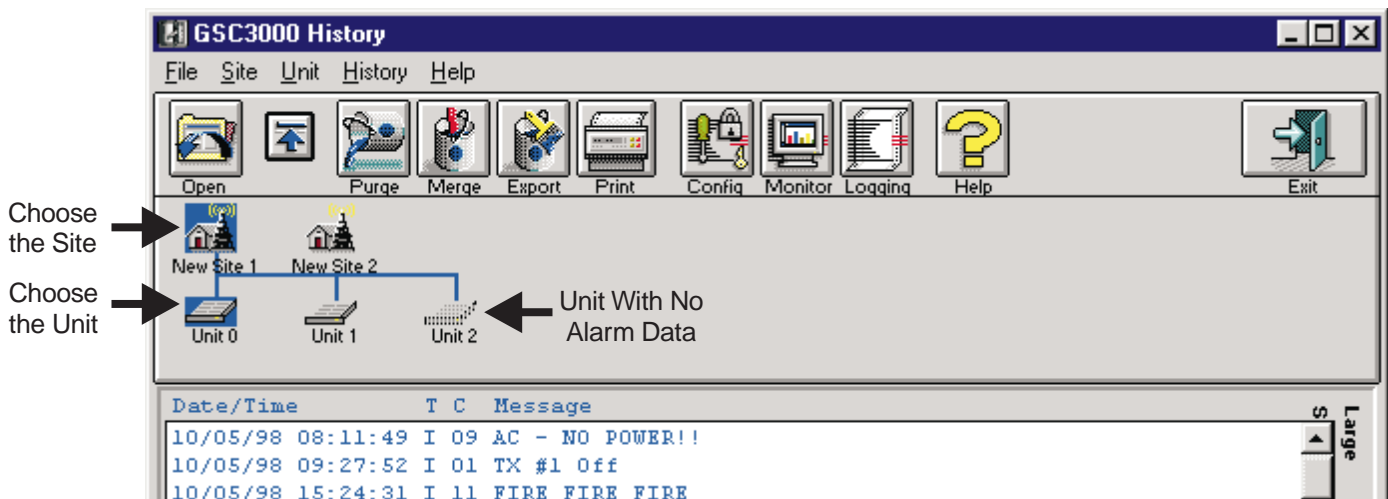 GSC3000 History
File Site Unit History Help
Open Purge Merge Export Print Config Monitor Logging Help Exit
Choose
the Site
New Site 1 New Site 2
Choose
the Unit
Unit With No
Alarm Data
Unit 0 Unit 1 Unit 2
Date/Time T C Message
10/05/98 08:11:49 I 09 AC - NO POWER!!
10/05/98 09:27:52 I 01 TX #1 Off
10/05/98 15:24:31 I 11 FIRE FIRE FIRE
Large
S